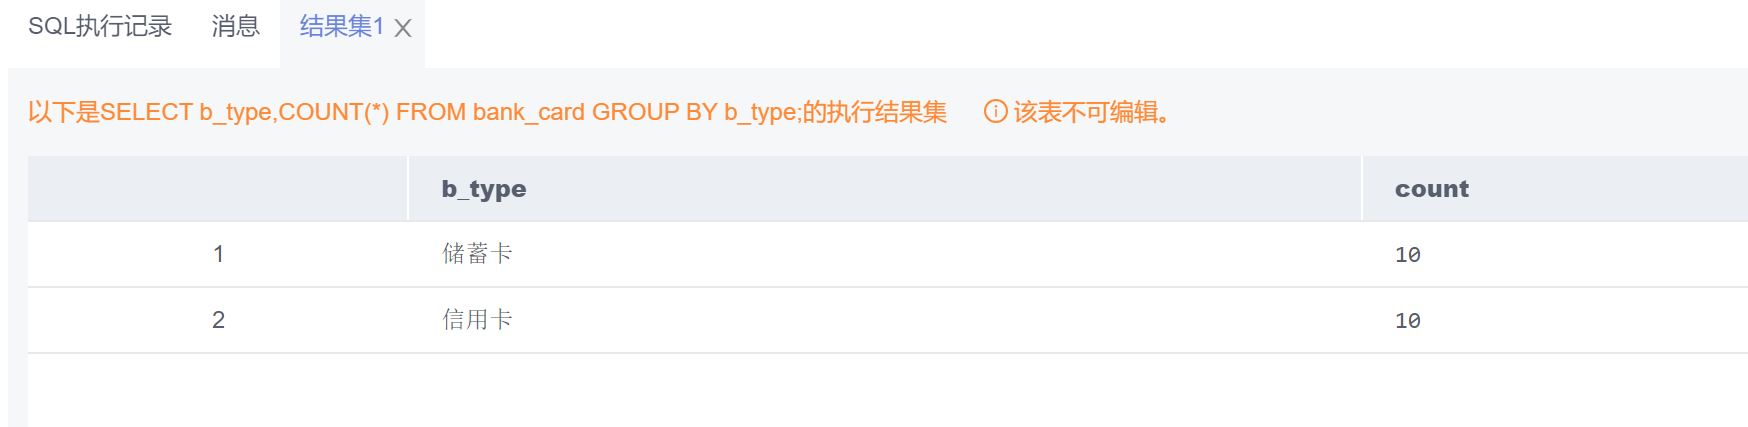 SQL执行记录 消息 结果集1 X
以下是SELECT b_type,COUNT(*) FROM bank_card GROUP BY b_type;的执行结果集 ⓘ 该表不可编辑。
b_type count
1 储蓄卡 10
2 信用卡 10